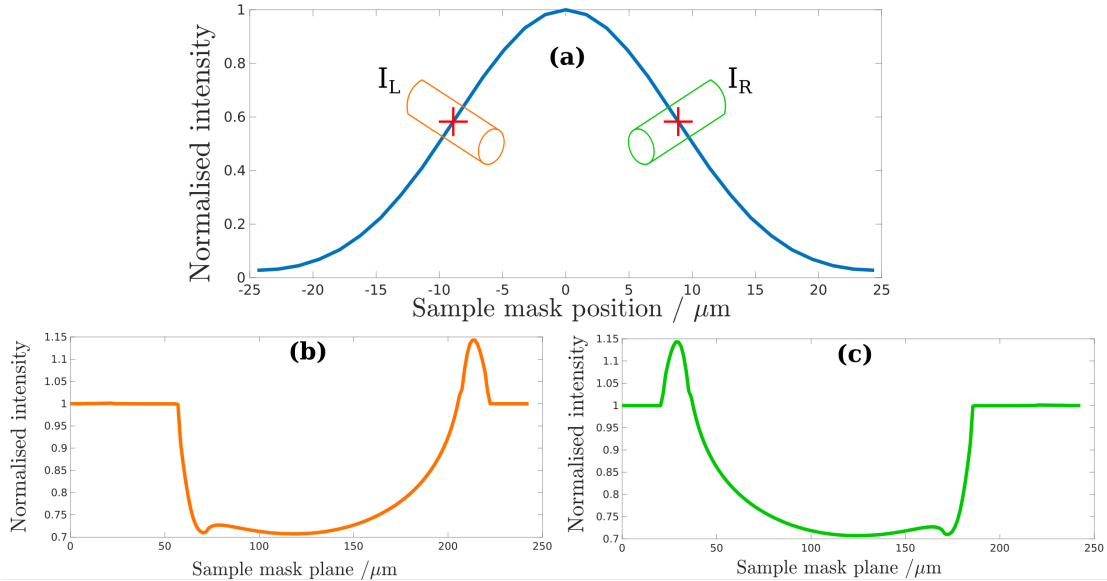 (a)
I_L
I_R
Normalised intensity
1
0.8
0.6
0.4
0.2
0
-25 -20 -15 -10 -5 0 5 10 15 20 25
Sample mask position / μm
(b)
Normalised intensity
1.15
1.1
1.05
1
0.95
0.9
0.85
0.8
0.75
0.7
0 50 100 150 200 250
Sample mask plane /μm
(c)
Normalised intensity
1.15
1.1
1.05
1
0.95
0.9
0.85
0.8
0.75
0.7
0 50 100 150 200 250
Sample mask plane /μm